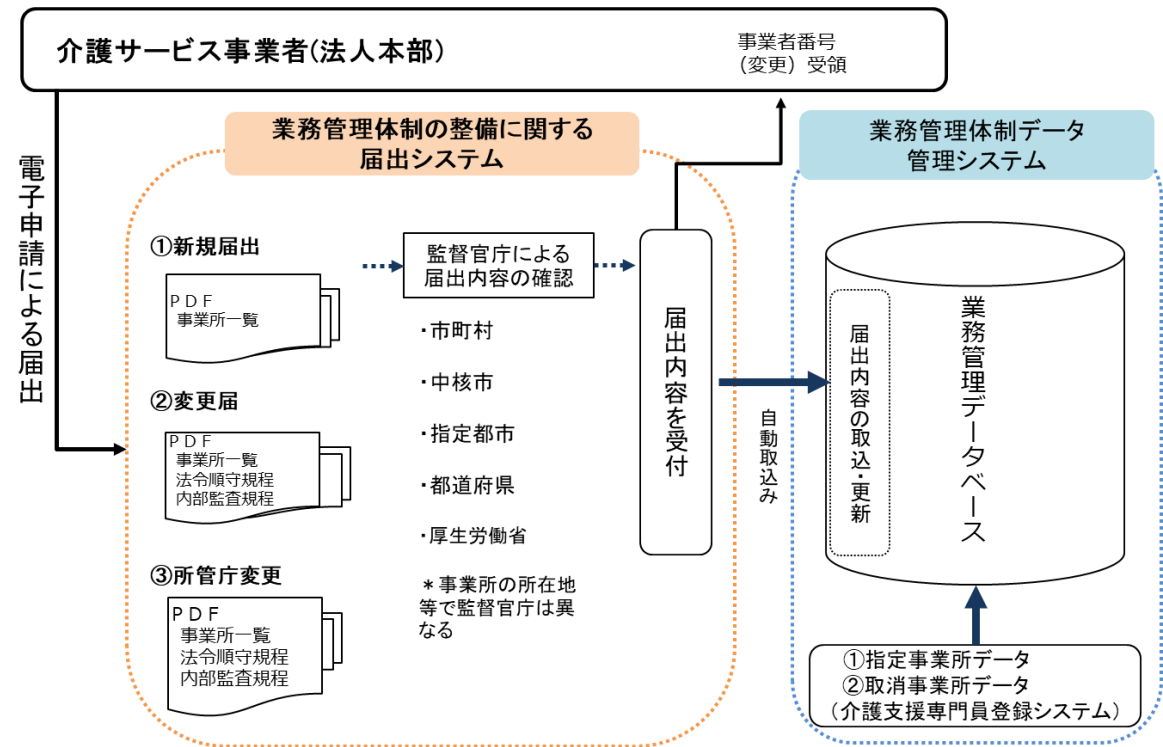 介護サービス事業者(法人本部)
事業者番号
（変更）受領
電子申請による届出
業務管理体制の整備に関する
届出システム
①新規届出
ＰＤＦ
事業所一覧
②変更届
ＰＤＦ
事業所一覧
法令順守規程
内部監査規程
③所管庁変更
ＰＤＦ
事業所一覧
法令順守規程
内部監査規程
監督官庁による
届出内容の確認
・市町村
・中核市
・指定都市
・都道府県
・厚生労働省
＊事業所の所在地
等で監督官庁は異
なる
届出内容を受付
自動取込み
業務管理体制データ
管理システム
届出内容の取込・更新
業務管理データベース
①指定事業所データ
②取消事業所データ
（介護支援専門員登録システム）